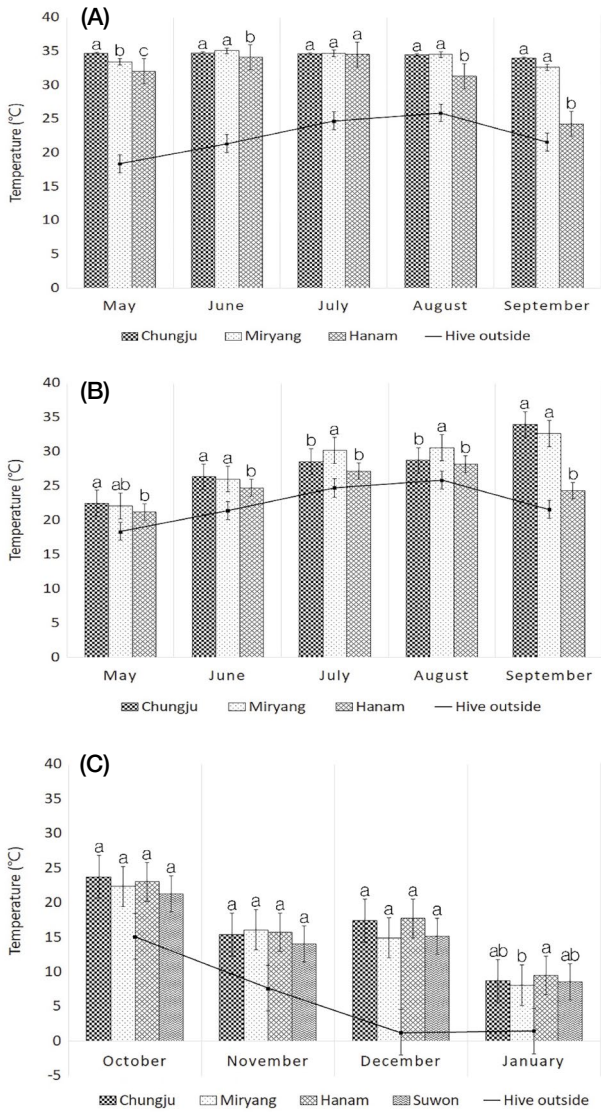 (A)
40
35
30
25
20
15
10
5
0
Temperature (°C)
a b c a a b a a a a a b a a b
May June July August September
Chungju Miryang Hanam Hive outside
(B)
40
35
30
25
20
15
10
5
0
Temperature (°C)
a ab b a a b b a b b a b a a b
May June July August September
Chungju Miryang Hanam Hive outside
(C)
40
35
30
25
20
15
10
5
0
-5
Temperature (°C)
a a a a a a a a a a a a ab b a ab
October November December January
Chungju Miryang Hanam Suwon Hive outside